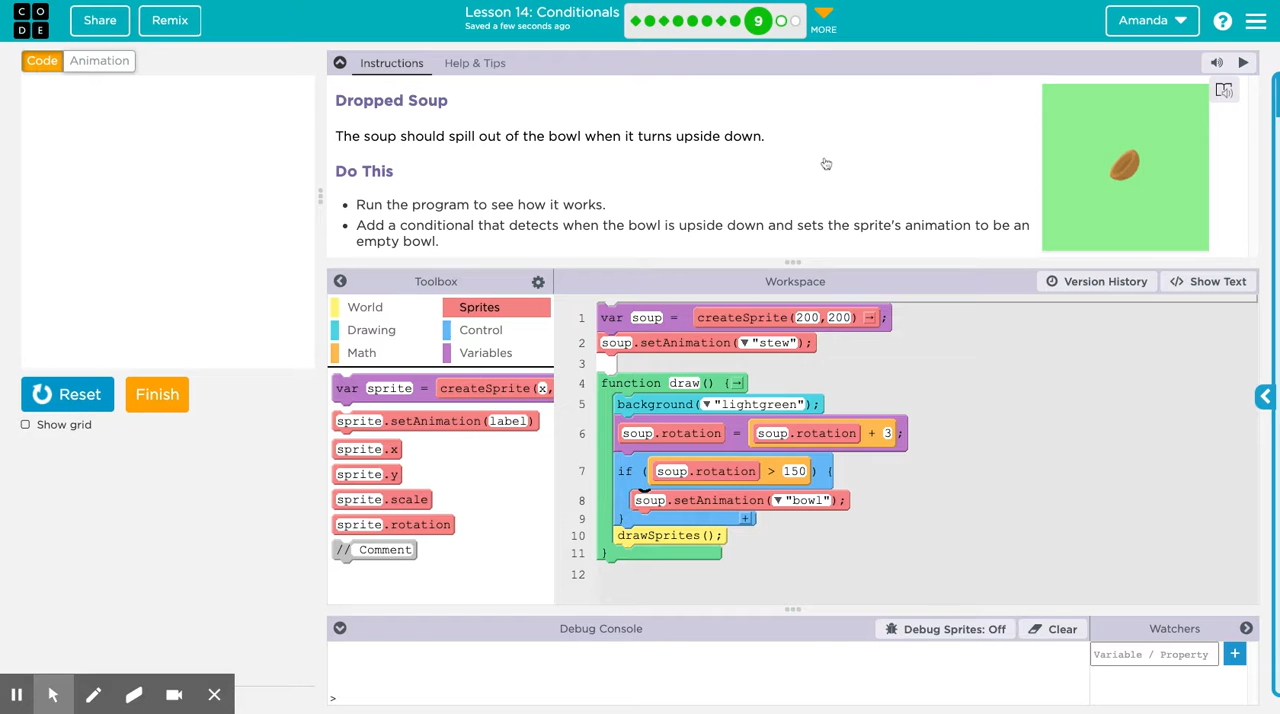 C O
D E
Share
Remix
Lesson 14: Conditionals
Saved a few seconds ago
9
MORE
Amanda
?
Code
Animation
Instructions
Help & Tips
Dropped Soup
The soup should spill out of the bowl when it turns upside down.
Do This
Run the program to see how it works.
Add a conditional that detects when the bowl is upside down and sets the sprite's animation to be an
empty bowl.
Toolbox
Workspace
Version History
</> Show Text
World
Sprites
Drawing
Control
Math
Variables
var sprite = createSprite(x,
sprite.setAnimation(label)
sprite.x
sprite.y
sprite.scale
sprite.rotation
// Comment
1 var soup = createSprite(200,200) → ;
2 soup.setAnimation(▼"stew");
3
4 function draw() {→
5 background(▼"lightgreen");
6 soup.rotation = soup.rotation + 3;
7 if (soup.rotation > 150) {
8 soup.setAnimation(▼"bowl");
9 } +
10 drawSprites();
11 }
12
Reset
Finish
Show grid
Debug Console
Debug Sprites: Off
Clear
Watchers
Variable / Property
+
>